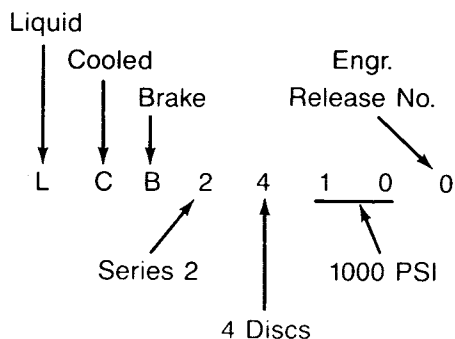 Liquid
Cooled
Engr.
Brake
Release No.
L C B 2 4 1 0 0
Series 2
1000 PSI
4 Discs